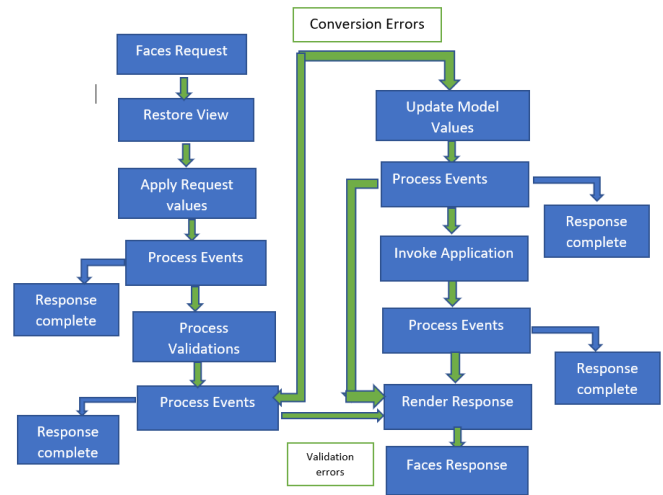 Conversion Errors
Faces Request
Restore View
Apply Request
values
Process Events
Response
complete
Process
Validations
Process Events
Response
complete
Update Model
Values
Process Events
Response
complete
Invoke Application
Process Events
Response
complete
Render Response
Validation
errors
Faces Response